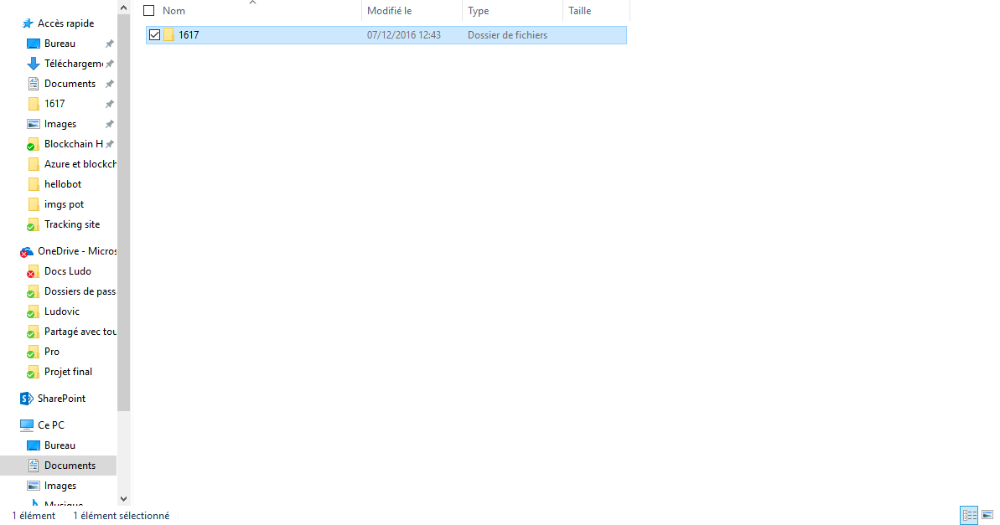 Nom
Modifié le
Type
Taille
1617
07/12/2016 12:43
Dossier de fichiers
Accès rapide
Bureau
Téléchargem
Documents
1617
Images
Blockchain H
Azure et blockch
hellobot
imgs pot
Tracking site
OneDrive - Micros
Docs Ludo
Dossiers de pass
Ludovic
Partagé avec tou
Pro
Projet final
SharePoint
Ce PC
Bureau
Documents
Images
Musique
1 élément
1 élément sélectionné